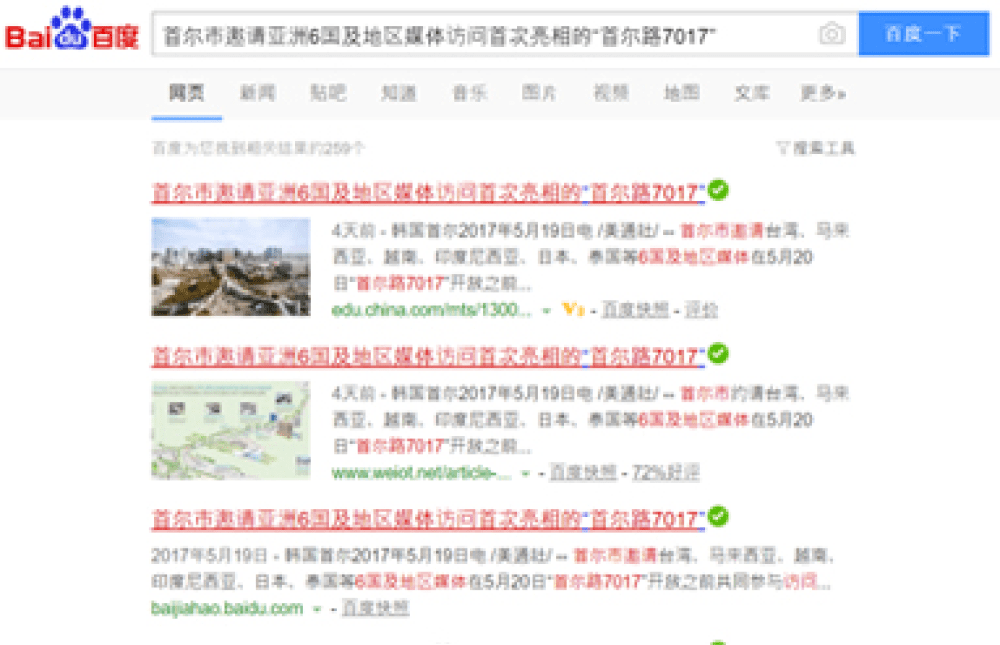 Bai du 百度
首尔市邀请亚洲6国及地区媒体访问首次亮相的“首尔路7017” 百度一下
网页 新闻 贴吧 知道 音乐 图片 视频 地图 文库 更多»
百度为您找到相关结果约259个 搜索工具
首尔市邀请亚洲6国及地区媒体访问首次亮相的“首尔路7017”
4天前 - 韩国首尔2017年5月19日电 /美通社/ -- 首尔市邀请台湾、马来
西亚、越南、印度尼西亚、日本、泰国等6国及地区媒体在5月20
日“首尔路7017”开放之前...
edu.china.com/mts/1300... V3 - 百度快照 - 评价
首尔市邀请亚洲6国及地区媒体访问首次亮相的“首尔路7017”
4天前 - 韩国首尔2017年5月19日电 /美通社/ -- 首尔市约请台湾、马来
西亚、越南、印度尼西亚、日本、泰国等6国及地区媒体在5月20
日“首尔路7017”开放之前...
www.weiot.net/article-... - 百度快照 - 72%好评
首尔市邀请亚洲6国及地区媒体访问首次亮相的“首尔路7017”
2017年5月19日 - 韩国首尔2017年5月19日电 /美通社/ -- 首尔市邀请台湾、马来西亚、越南、
印度尼西亚、日本、泰国等6国及地区媒体在5月20日“首尔路7017”开放之前共同参与访问...
baijiahao.baidu.com - 百度快照